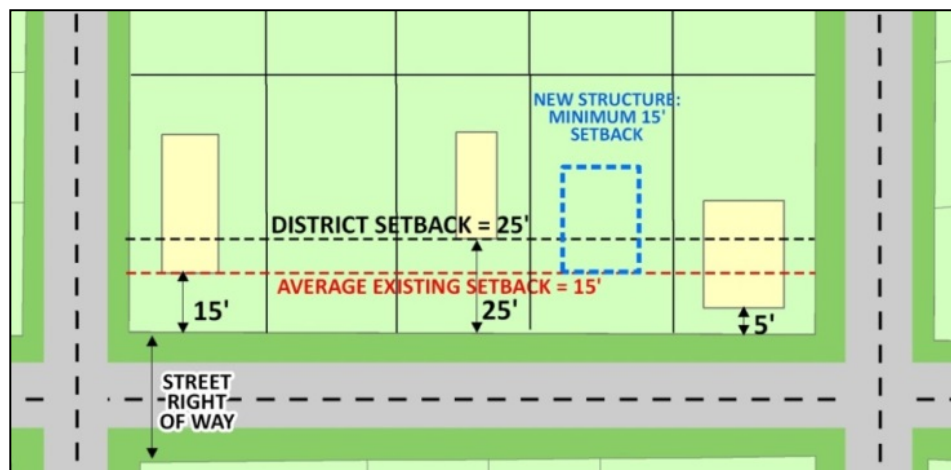 NEW STRUCTURE:
MINIMUM 15'
SETBACK
DISTRICT SETBACK = 25'
AVERAGE EXISTING SETBACK = 15'
15'
25'
5'
STREET
RIGHT
OF WAY